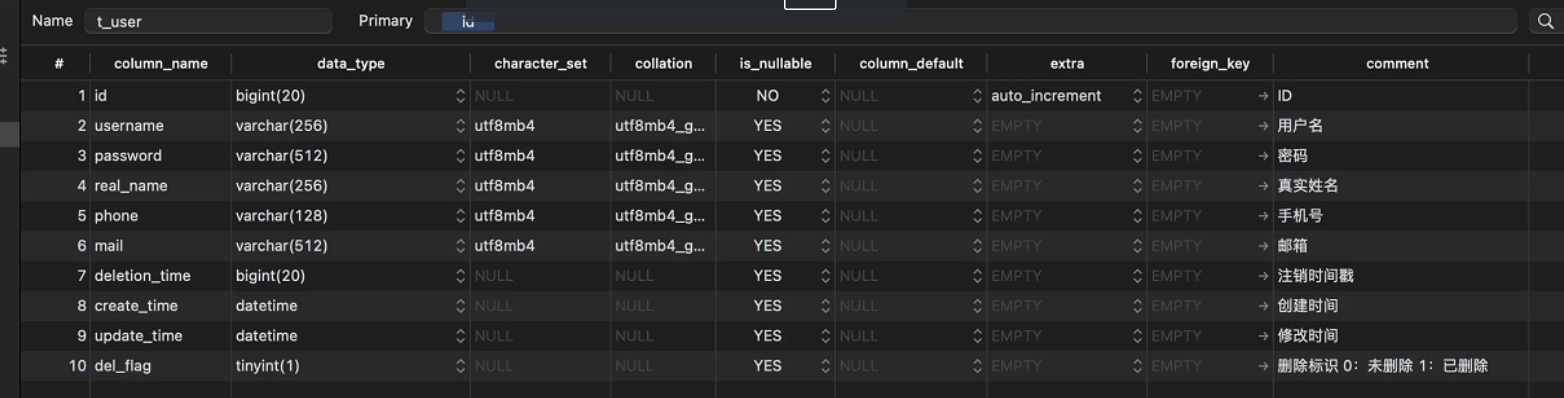 Name t_user Primary id
# column_name data_type character_set collation is_nullable column_default extra foreign_key comment
1 id bigint(20) NULL NULL NO NULL auto_increment EMPTY ID
2 username varchar(256) utf8mb4 utf8mb4_g... YES NULL EMPTY EMPTY 用户名
3 password varchar(512) utf8mb4 utf8mb4_g... YES NULL EMPTY EMPTY 密码
4 real_name varchar(256) utf8mb4 utf8mb4_g... YES NULL EMPTY EMPTY 真实姓名
5 phone varchar(128) utf8mb4 utf8mb4_g... YES NULL EMPTY EMPTY 手机号
6 mail varchar(512) utf8mb4 utf8mb4_g... YES NULL EMPTY EMPTY 邮箱
7 deletion_time bigint(20) NULL NULL YES NULL EMPTY EMPTY 注销时间戳
8 create_time datetime NULL NULL YES NULL EMPTY EMPTY 创建时间
9 update_time datetime NULL NULL YES NULL EMPTY EMPTY 修改时间
10 del_flag tinyint(1) NULL NULL YES NULL EMPTY EMPTY 删除标识 0：未删除 1：已删除